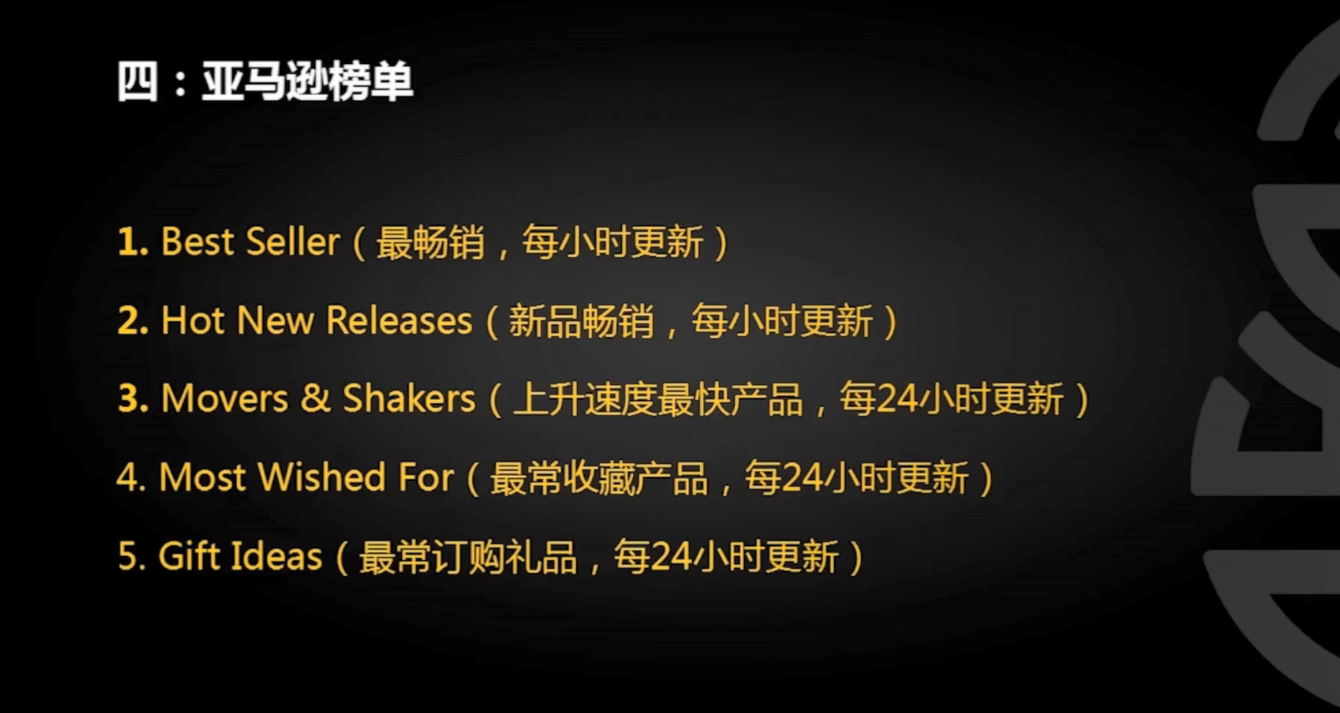 四：亚马逊榜单
1. Best Seller（最畅销，每小时更新）
2. Hot New Releases（新品畅销，每小时更新）
3. Movers & Shakers（上升速度最快产品，每24小时更新）
4. Most Wished For（最常收藏产品，每24小时更新）
5. Gift Ideas（最常订购礼品，每24小时更新）